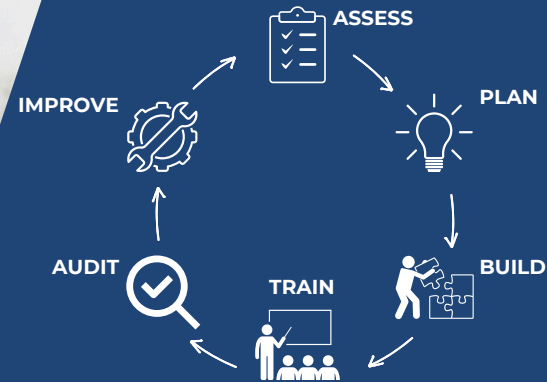 ASSESS
PLAN
BUILD
TRAIN
AUDIT
IMPROVE